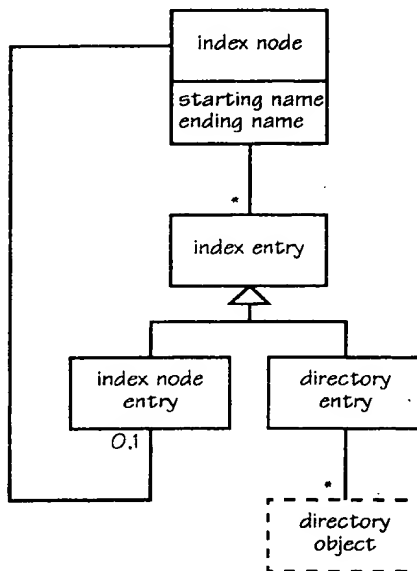 index node
starting name
ending name
*
index entry
index node
entry
0,1
directory
entry
*
directory
object